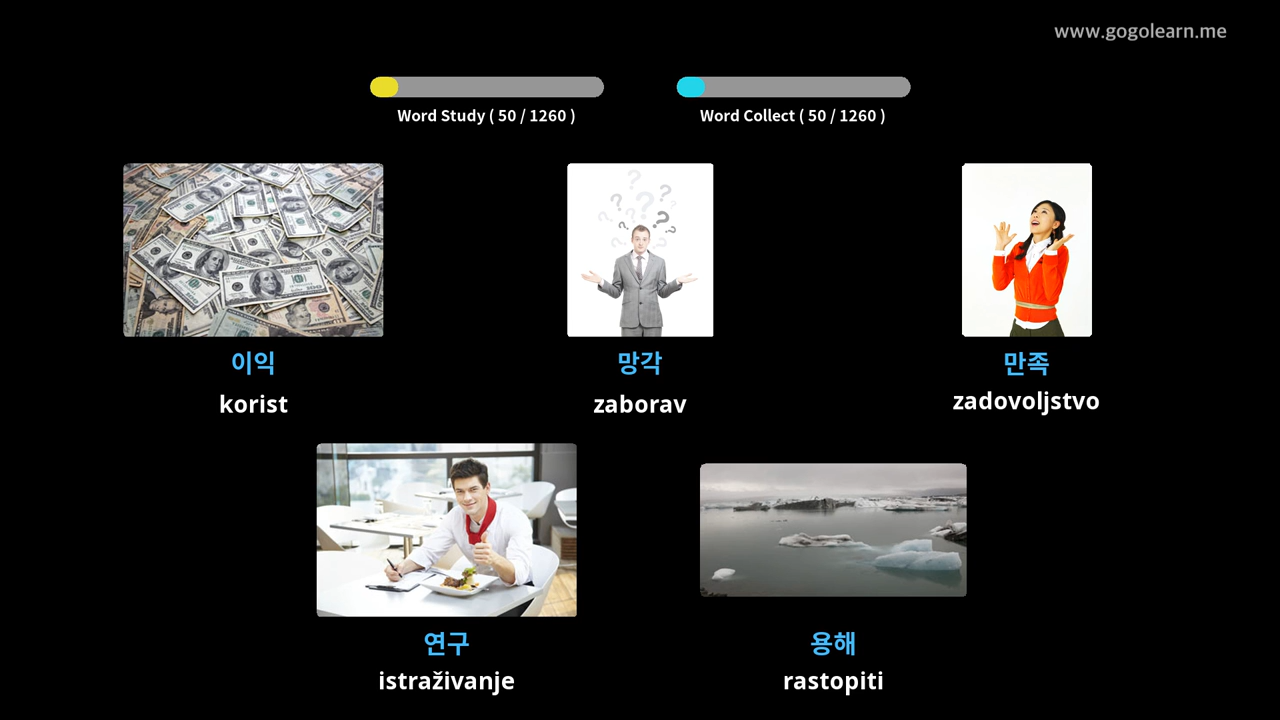 www.gogolearn.me
Word Study ( 50 / 1260 )
Word Collect ( 50 / 1260 )
이익
korist
망각
zaborav
만족
zadovoljstvo
연구
istraživanje
용해
rastopiti